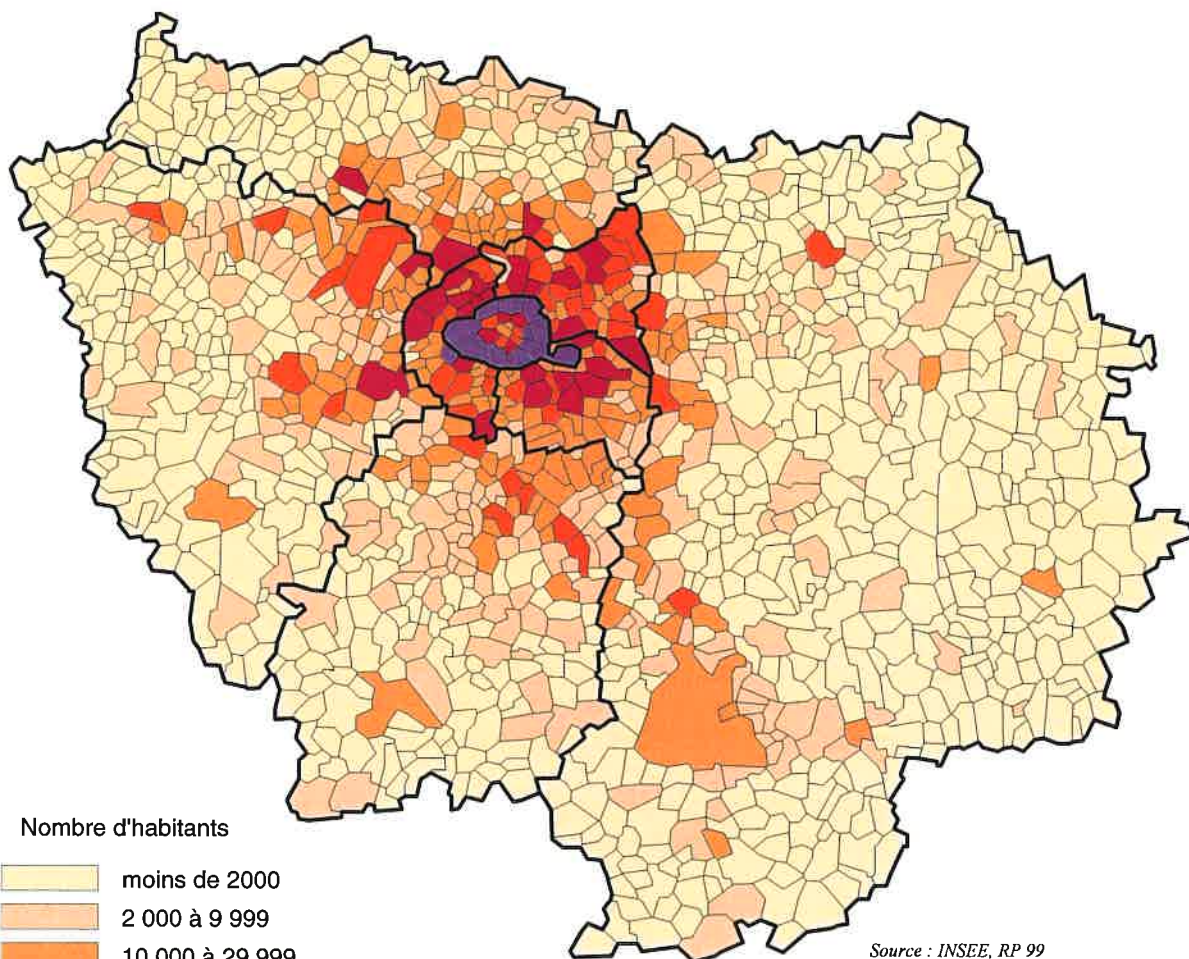 Nombre d'habitants
moins de 2000
2 000 à 9 999
10 000 à 29 999
Source : INSEE, RP 99